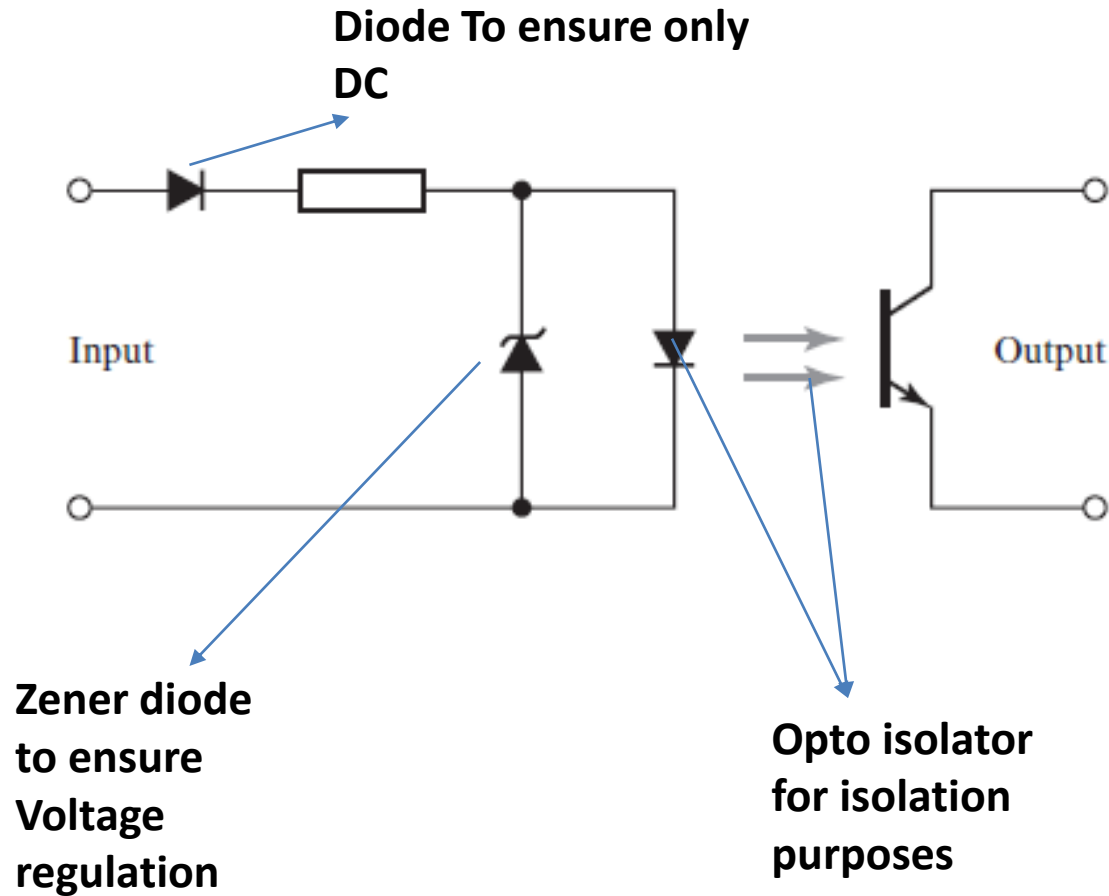 Diode To ensure only
DC
Input
Output
Zener diode
to ensure
Voltage
regulation
Opto isolator
for isolation
purposes